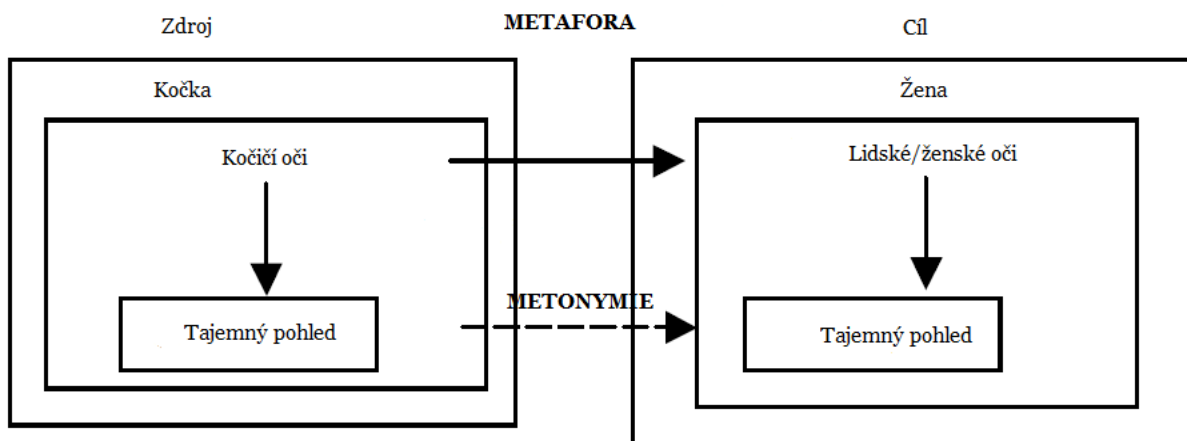 Zdroj
METAFORA
Cíl
Kočka
Žena
Kočičí oči
Lidské/ženské oči
METONYMIE
Tajemný pohled
Tajemný pohled